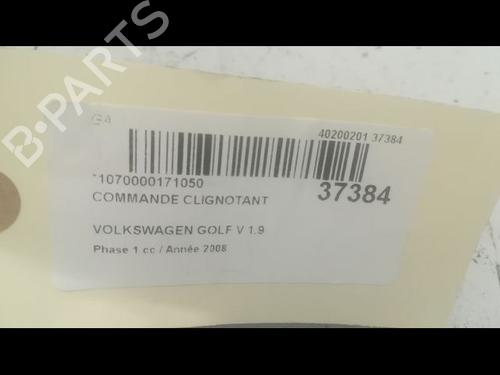 B-PARTS
GA
40200201 37384
*1070000171050
37384
COMMANDE CLIGNOTANT
VOLKSWAGEN GOLF V 1.9
Phase 1 cc / Année 2008